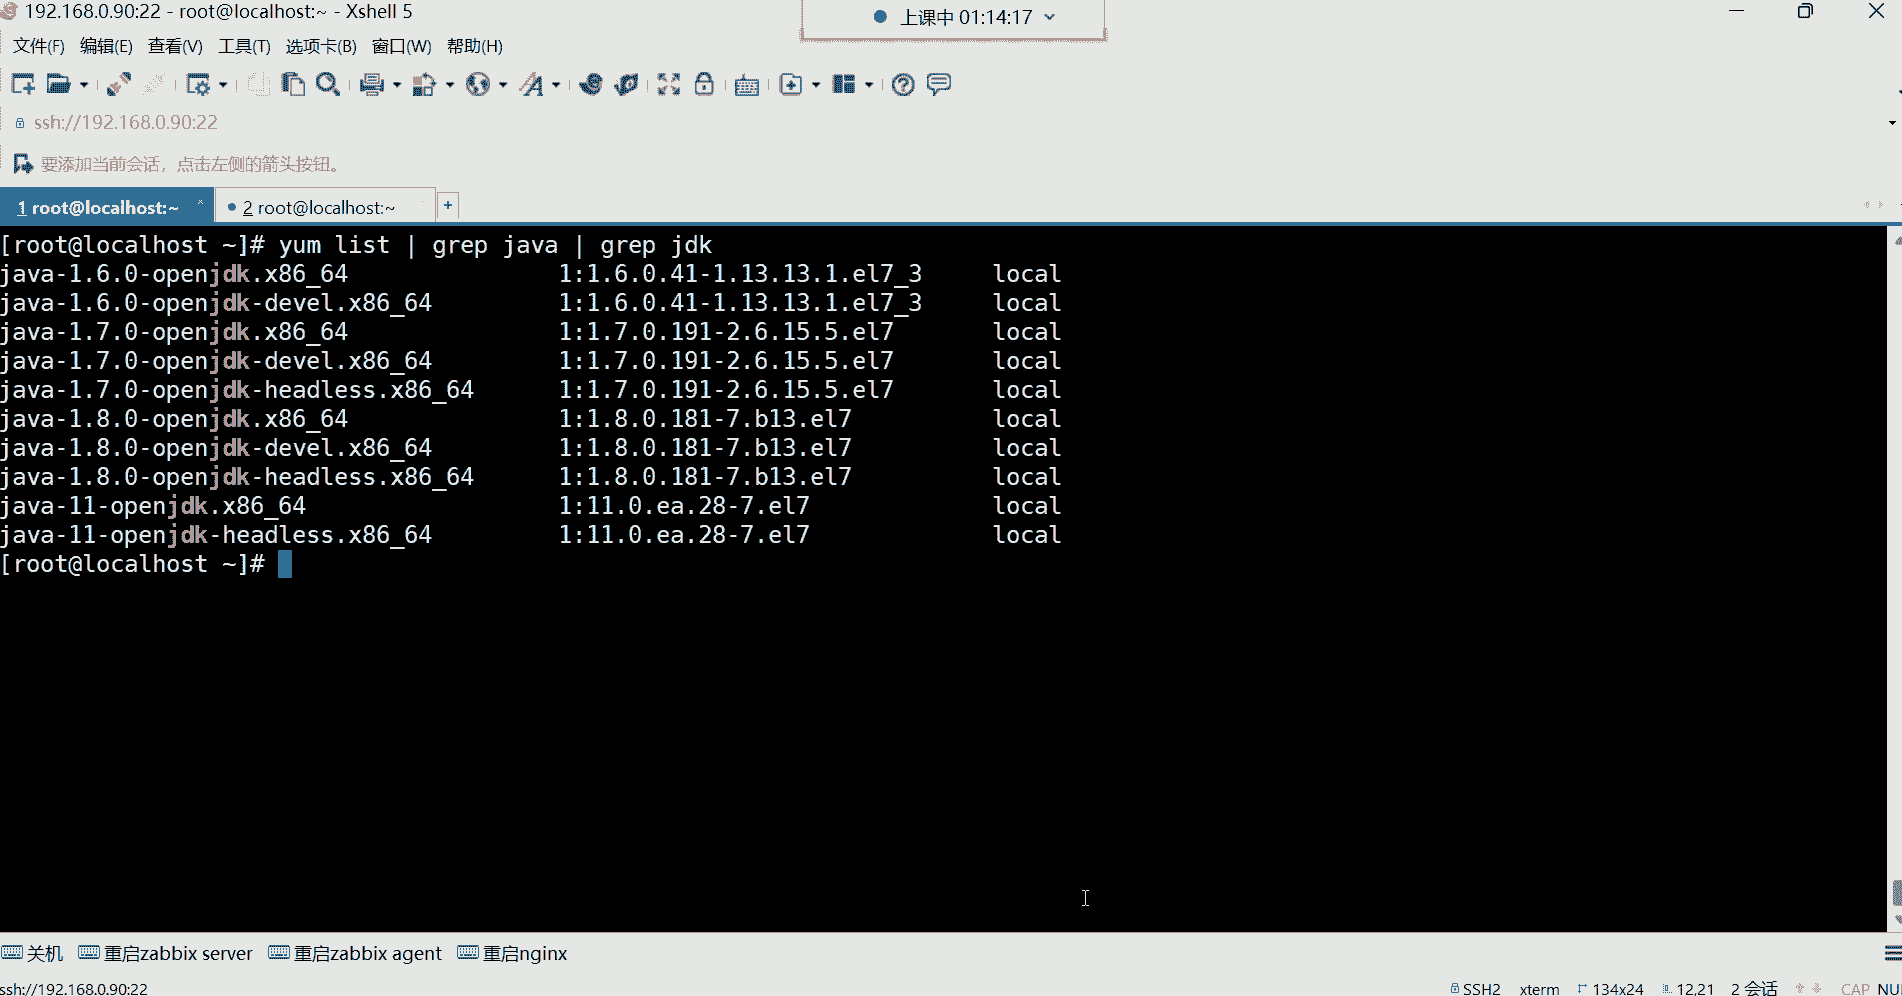 192.168.0.90:22 - root@localhost:~ - Xshell 5
上课中 01:14:17
文件(F) 编辑(E) 查看(V) 工具(T) 选项卡(B) 窗口(W) 帮助(H)
ssh://192.168.0.90:22
要添加当前会话，点击左侧的箭头按钮。
1 root@localhost:~ × 2 root@localhost:~ +
[root@localhost ~]# yum list | grep java | grep jdk
java-1.6.0-openjdk.x86_64 1:1.6.0.41-1.13.13.1.el7_3 local
java-1.6.0-openjdk-devel.x86_64 1:1.6.0.41-1.13.13.1.el7_3 local
java-1.7.0-openjdk.x86_64 1:1.7.0.191-2.6.15.5.el7 local
java-1.7.0-openjdk-devel.x86_64 1:1.7.0.191-2.6.15.5.el7 local
java-1.7.0-openjdk-headless.x86_64 1:1.7.0.191-2.6.15.5.el7 local
java-1.8.0-openjdk.x86_64 1:1.8.0.181-7.b13.el7 local
java-1.8.0-openjdk-devel.x86_64 1:1.8.0.181-7.b13.el7 local
java-1.8.0-openjdk-headless.x86_64 1:1.8.0.181-7.b13.el7 local
java-11-openjdk.x86_64 1:11.0.ea.28-7.el7 local
java-11-openjdk-headless.x86_64 1:11.0.ea.28-7.el7 local
[root@localhost ~]#
关机 重启zabbix server 重启zabbix agent 重启nginx
ssh://192.168.0.90:22 SSH2 xterm 134x24 12,21 2 会话 CAP NU